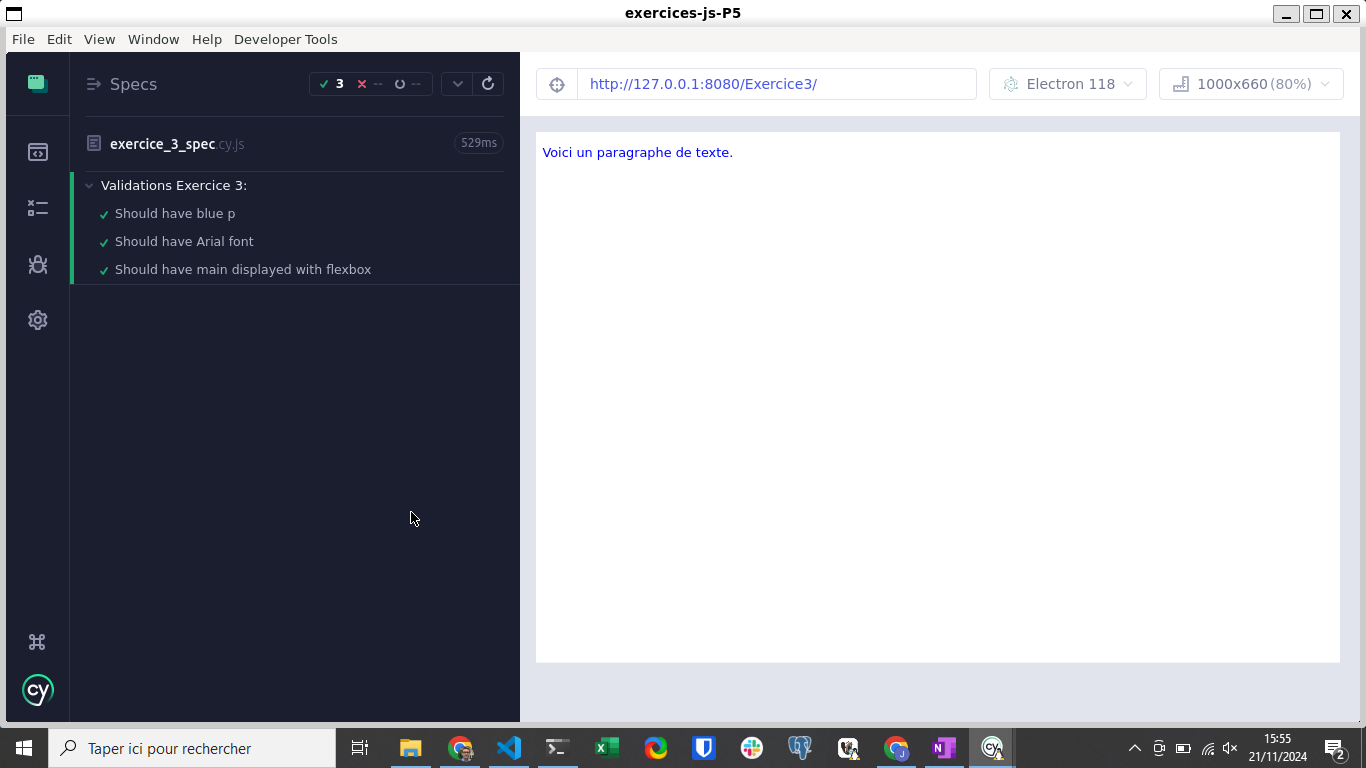 exercices-js-P5
File Edit View Window Help Developer Tools
Specs
3 -- --
exercice_3_spec.cy.js 529ms
Validations Exercice 3:
Should have blue p
Should have Arial font
Should have main displayed with flexbox
cy
http://127.0.0.1:8080/Exercice3/
Electron 118
1000x660 (80%)
Voici un paragraphe de texte.
Taper ici pour rechercher
15:55
21/11/2024
2